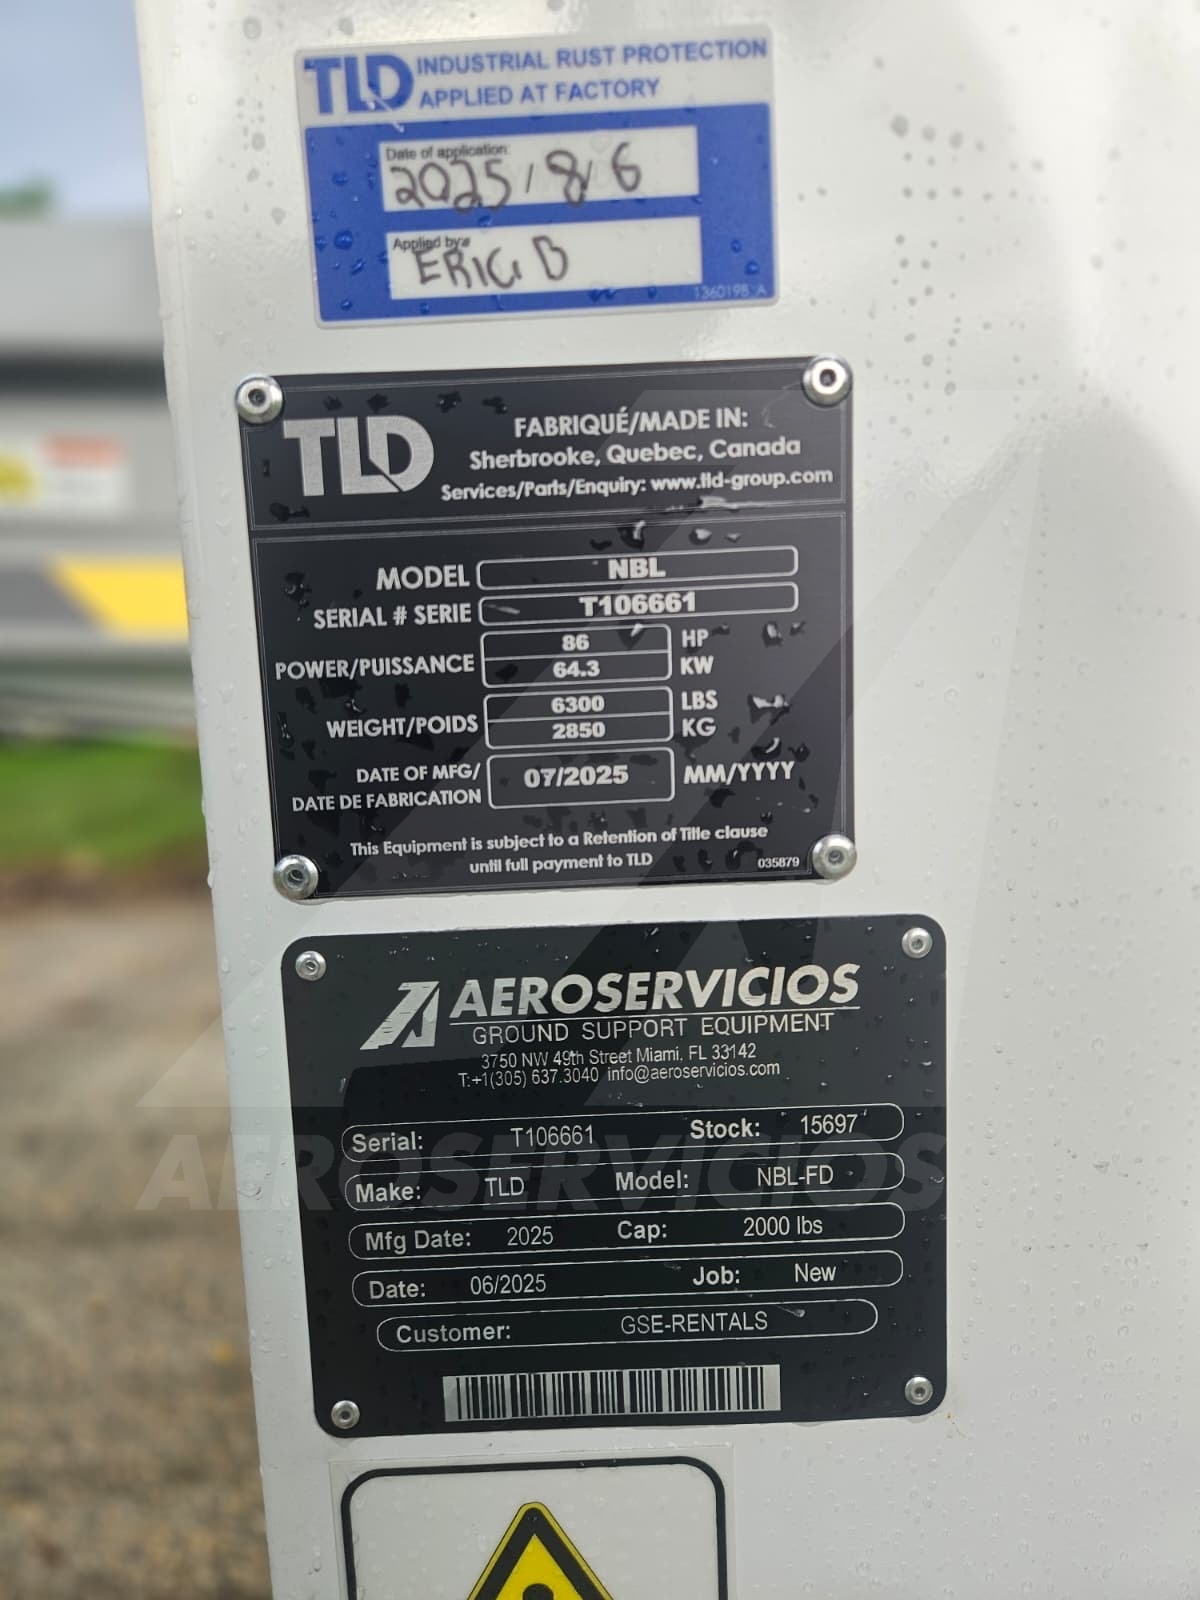 TLD INDUSTRIAL RUST PROTECTION
APPLIED AT FACTORY
Date of application:
2025/8/6
Applied by:
ERIC B
1360195 A
TLD
FABRIQUÉ/MADE IN:
Sherbrooke, Quebec, Canada
Services/Parts/Enquiry: www.tld-group.com
MODEL NBL
SERIAL # SERIE T106661
POWER/PUISSANCE 86 HP
64.3 KW
WEIGHT/POIDS 6300 LBS
2850 KG
DATE OF MFG/
DATE DE FABRICATION 07/2025 MM/YYYY
This Equipment is subject to a Retention of Title clause
until full payment to TLD
035879
AEROSERVICIOS
GROUND SUPPORT EQUIPMENT
3750 NW 49th Street Miami, FL 33142
T:+1(305) 637.3040 info@aeroservicios.com
Serial: T106661 Stock: 15697
Make: TLD Model: NBL-FD
Mfg Date: 2025 Cap: 2000 lbs
Date: 06/2025 Job: New
Customer: GSE-RENTALS
AEROSERVICIOS